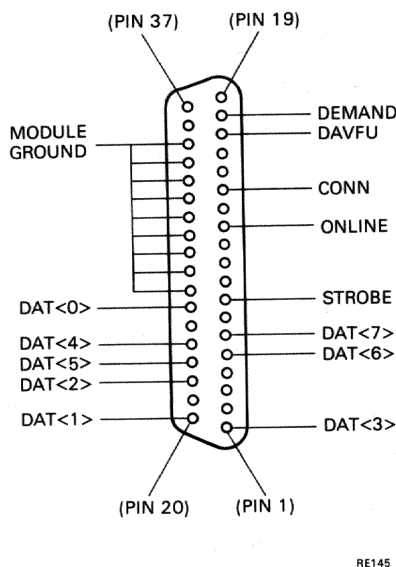 (PIN 37)
(PIN 19)
DEMAND
DAVFU
MODULE
GROUND
CONN
ONLINE
DAT<0>
STROBE
DAT<4>
DAT<7>
DAT<5>
DAT<6>
DAT<2>
DAT<1>
DAT<3>
(PIN 20)
(PIN 1)
RE145